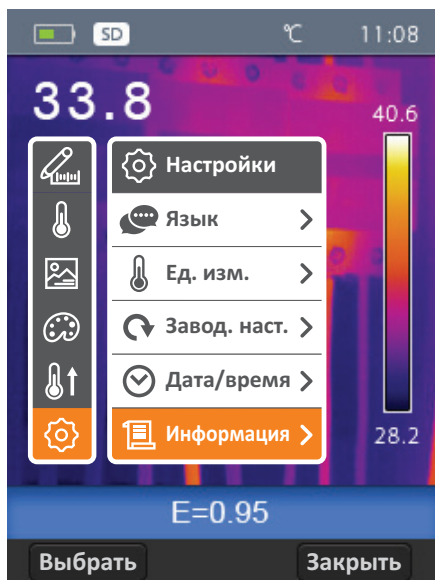 SD °C 11:08
33.8
40.6
Настройки
Язык
Ед. изм.
Завод. наст.
Дата/время
Информация
28.2
E=0.95
Выбрать Закрыть